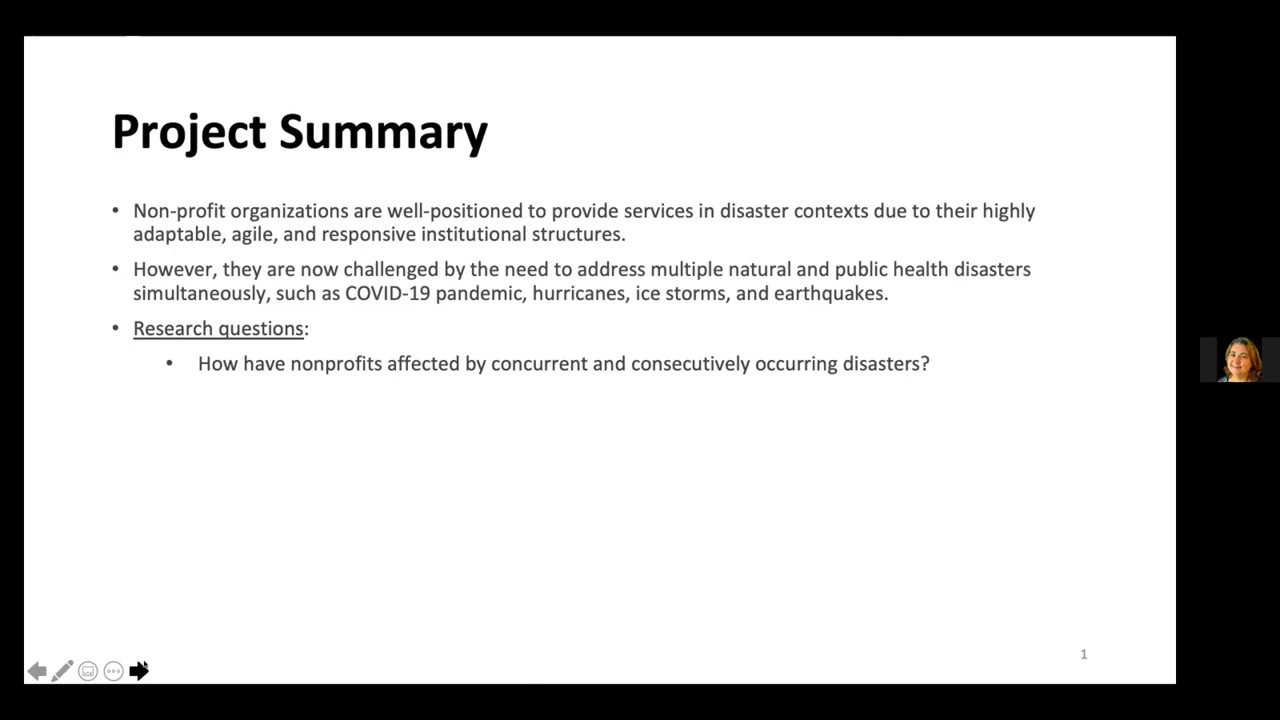 Project Summary
• Non-profit organizations are well-positioned to provide services in disaster contexts due to their highly
adaptable, agile, and responsive institutional structures.
• However, they are now challenged by the need to address multiple natural and public health disasters
simultaneously, such as COVID-19 pandemic, hurricanes, ice storms, and earthquakes.
• Research questions:
• How have nonprofits affected by concurrent and consecutively occurring disasters?
1